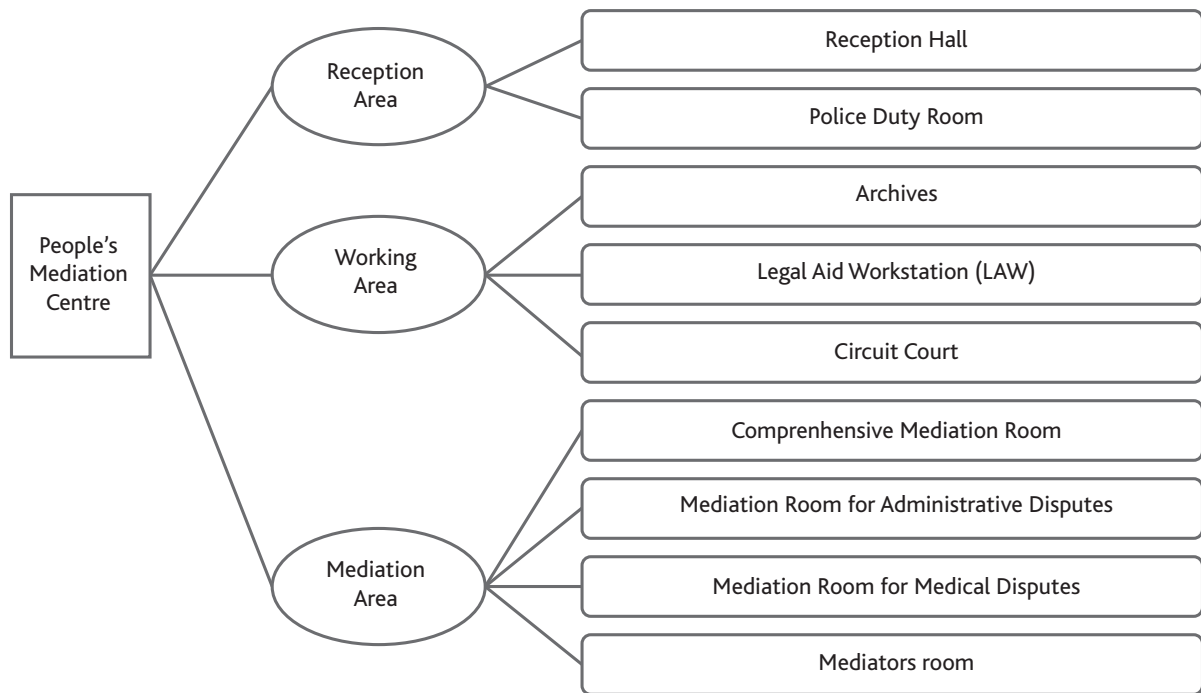 People's
Mediation
Centre
Reception
Area
Reception Hall
Police Duty Room
Working
Area
Archives
Legal Aid Workstation (LAW)
Circuit Court
Mediation
Area
Comprenhensive Mediation Room
Mediation Room for Administrative Disputes
Mediation Room for Medical Disputes
Mediators room